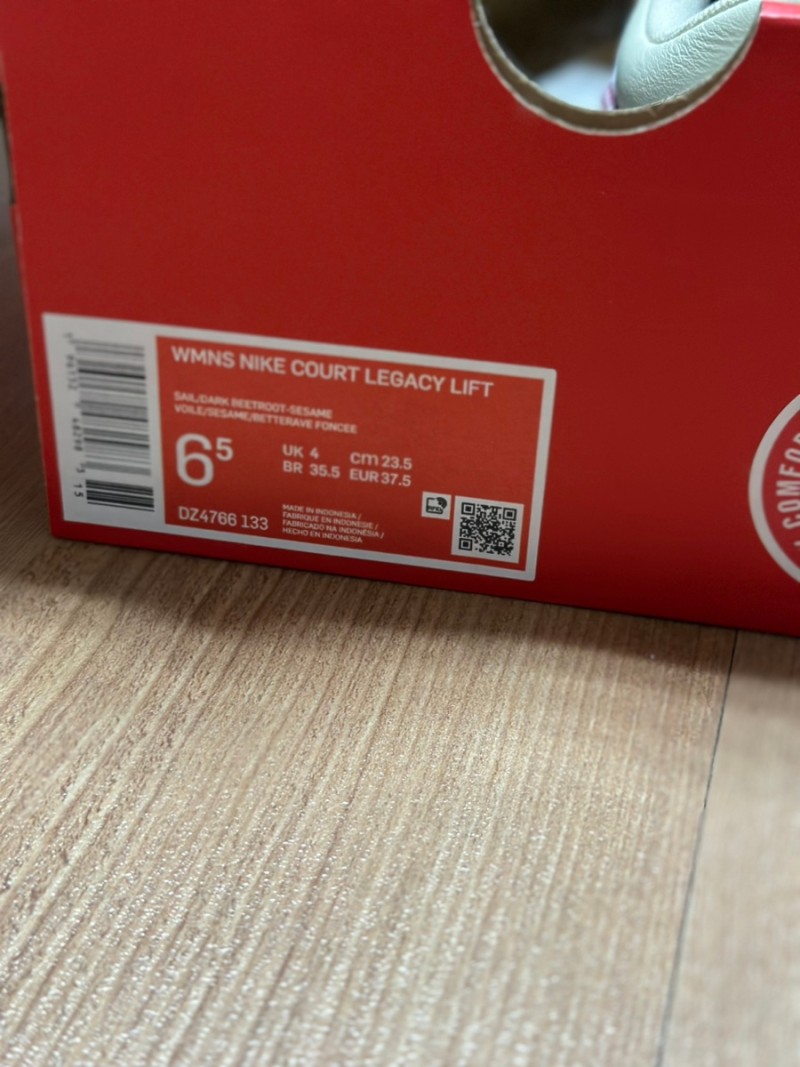 WMNS NIKE COURT LEGACY LIFT
SAIL/DARK BEETROOT-SESAME
VOILE/SESAME/BETTERAVE FONCEE
6⁵
UK 4 cm 23.5
BR 35.5 EUR 37.5
DZ4766 133
MADE IN INDONESIA /
FABRIQUÉ EN INDONÉSIE /
FABRICADO NA INDONÉSIA /
HECHO EN INDONESIA